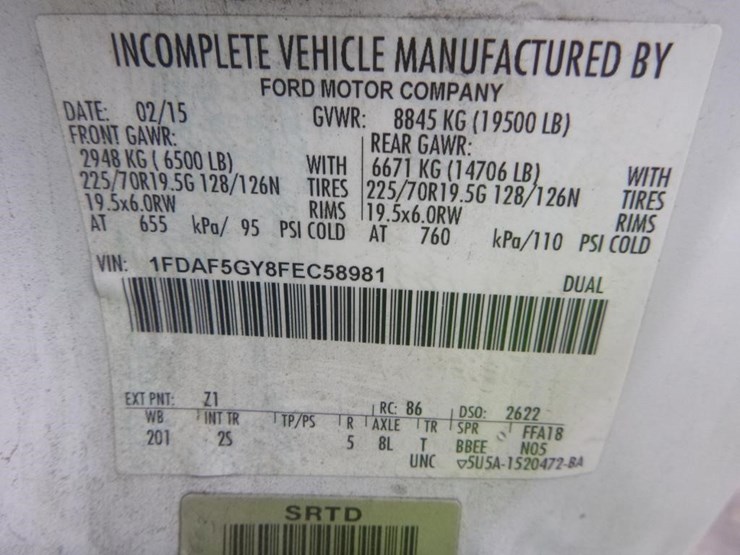 INCOMPLETE VEHICLE MANUFACTURED BY
FORD MOTOR COMPANY
DATE: 02/15 GVWR: 8845 KG (19500 LB)
FRONT GAWR: REAR GAWR:
2948 KG ( 6500 LB) WITH 6671 KG (14706 LB) WITH
225/70R19.5G 128/126N TIRES 225/70R19.5G 128/126N TIRES
19.5x6.0RW RIMS 19.5x6.0RW RIMS
AT 655 kPa/ 95 PSI COLD AT 760 kPa/110 PSI COLD
VIN: 1FDAF5GY8FEC58981 DUAL
EXT PNT: Z1 RC: 86 DSO: 2622
WB INT TR TP/PS R AXLE TR SPR FFA18
201 2S 5 8L T BBEE N05
UNC ▽5U5A-1520472-BA
SRTD